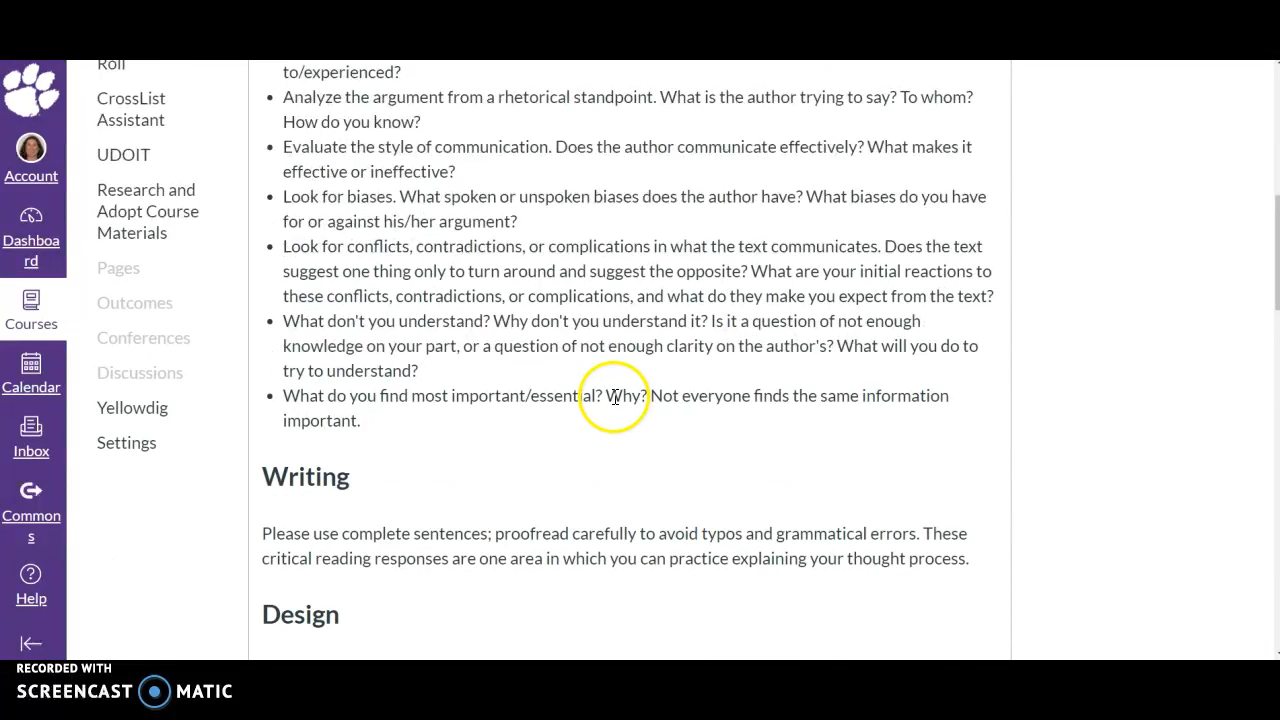 Account
Dashboa
rd
Courses
Calendar
Inbox
Common
s
Help
Roll
CrossList
Assistant
UDOIT
Research and
Adopt Course
Materials
Pages
Outcomes
Conferences
Discussions
Yellowdig
Settings
to/experienced?
• Analyze the argument from a rhetorical standpoint. What is the author trying to say? To whom?
How do you know?
• Evaluate the style of communication. Does the author communicate effectively? What makes it
effective or ineffective?
• Look for biases. What spoken or unspoken biases does the author have? What biases do you have
for or against his/her argument?
• Look for conflicts, contradictions, or complications in what the text communicates. Does the text
suggest one thing only to turn around and suggest the opposite? What are your initial reactions to
these conflicts, contradictions, or complications, and what do they make you expect from the text?
• What don't you understand? Why don't you understand it? Is it a question of not enough
knowledge on your part, or a question of not enough clarity on the author's? What will you do to
try to understand?
• What do you find most important/essential? Why? Not everyone finds the same information
important.
Writing
Please use complete sentences; proofread carefully to avoid typos and grammatical errors. These
critical reading responses are one area in which you can practice explaining your thought process.
Design
RECORDED WITH
SCREENCAST MATIC